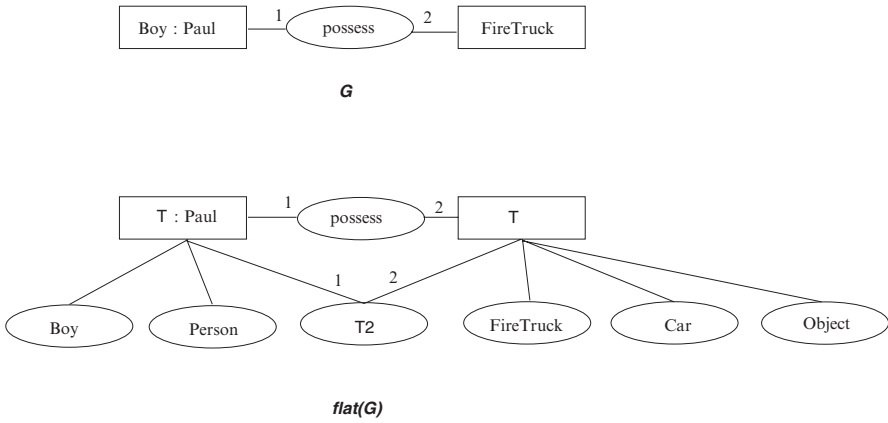 Boy : Paul 1 possess 2 FireTruck
G
T : Paul 1 possess 2 T
1 2
Boy Person T2 FireTruck Car Object
flat(G)